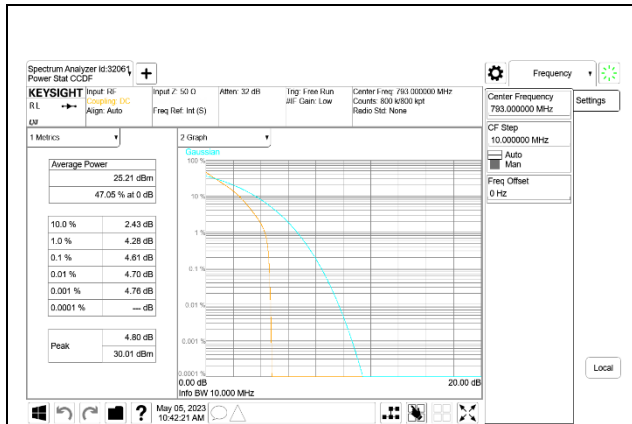 Spectrum Analyzer Id:32061
Power Stat CCDF
Frequency
KEYSIGHT
RL
Input: RF
Coupling: DC
Align: Auto
Input Z: 50 Ω
Freq Ref: Int (S)
Atten: 32 dB
Trig: Free Run
#IF Gain: Low
Center Freq: 793.000000 MHz
Counts: 800 k/800 kpt
Radio Std: None
Center Frequency
793.000000 MHz
Settings
CF Step
10.000000 MHz
Auto
Man
Freq Offset
0 Hz
1 Metrics
Average Power
25.21 dBm
47.05 % at 0 dB
10.0 % 2.43 dB
1.0 % 4.28 dB
0.1 % 4.61 dB
0.01 % 4.70 dB
0.001 % 4.76 dB
0.0001 % --- dB
Peak
4.80 dB
30.01 dBm
2 Graph
Gaussian
100 %
10 %
1 %
0.1 %
0.01 %
0.001 %
0.0001 %
0.00 dB
20.00 dB
Info BW 10.000 MHz
Local
?
May 05, 2023
10:42:21 AM